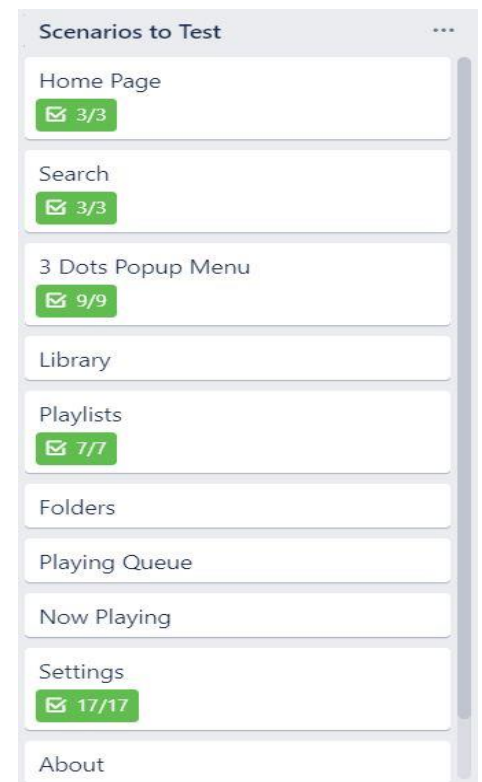 Scenarios to Test
Home Page
3/3
Search
3/3
3 Dots Popup Menu
9/9
Library
Playlists
7/7
Folders
Playing Queue
Now Playing
Settings
17/17
About